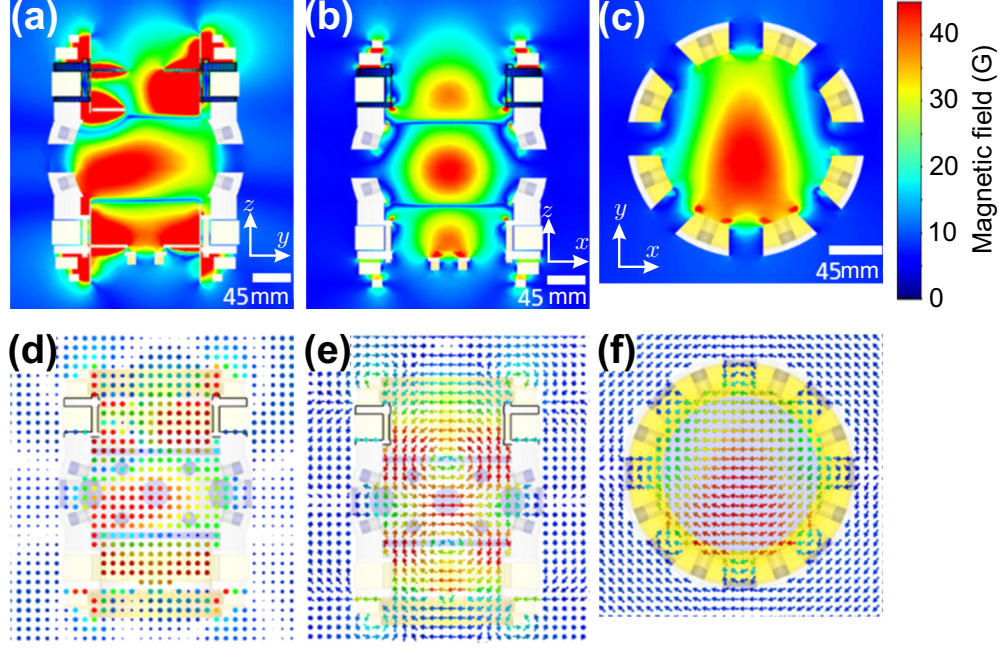 (a) (b) (c)
z
y
45mm
z
x
45 mm
y
x
45mm
40
30
20
10
0
Magnetic field (G)
(d) (e) (f)